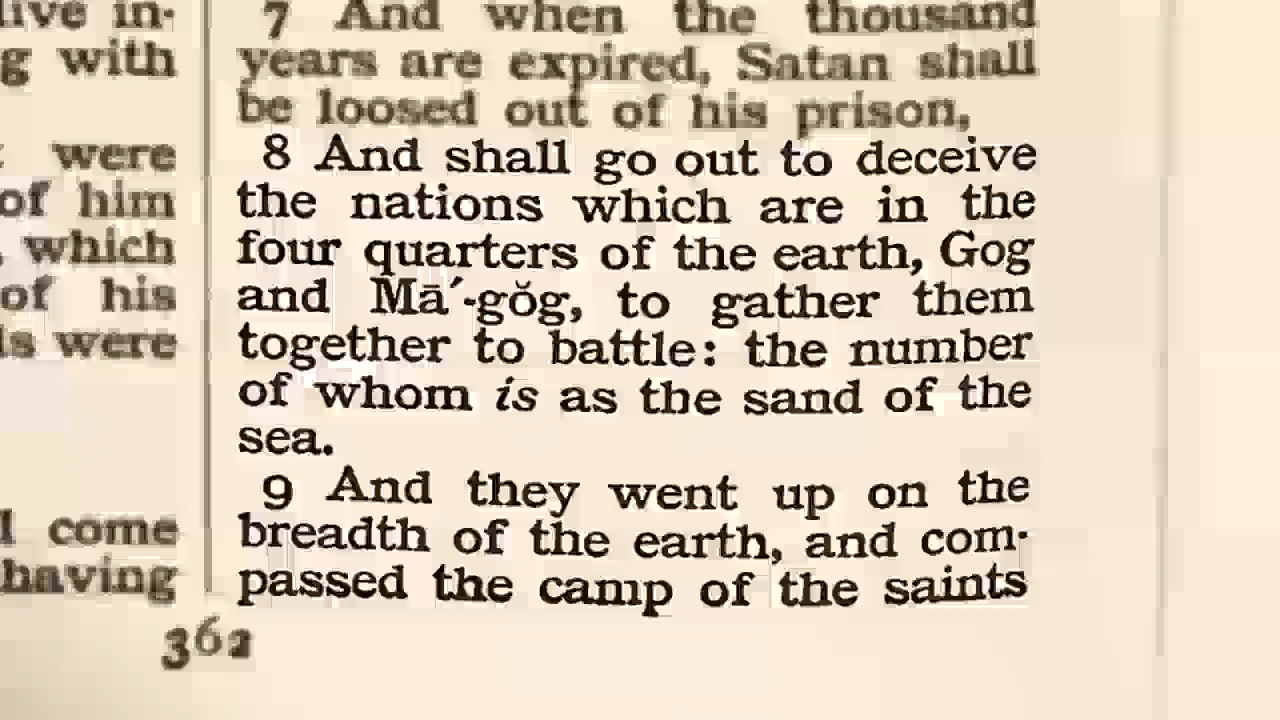 live in-
g with
were
of him
, which
of his
ls were
l come
having
7 And when the thousand
years are expired, Satan shall
be loosed out of his prison,
8 And shall go out to deceive
the nations which are in the
four quarters of the earth, Gog
and Mā´-gŏg, to gather them
together to battle: the number
of whom is as the sand of the
sea.
9 And they went up on the
breadth of the earth, and com-
passed the camp of the saints
362